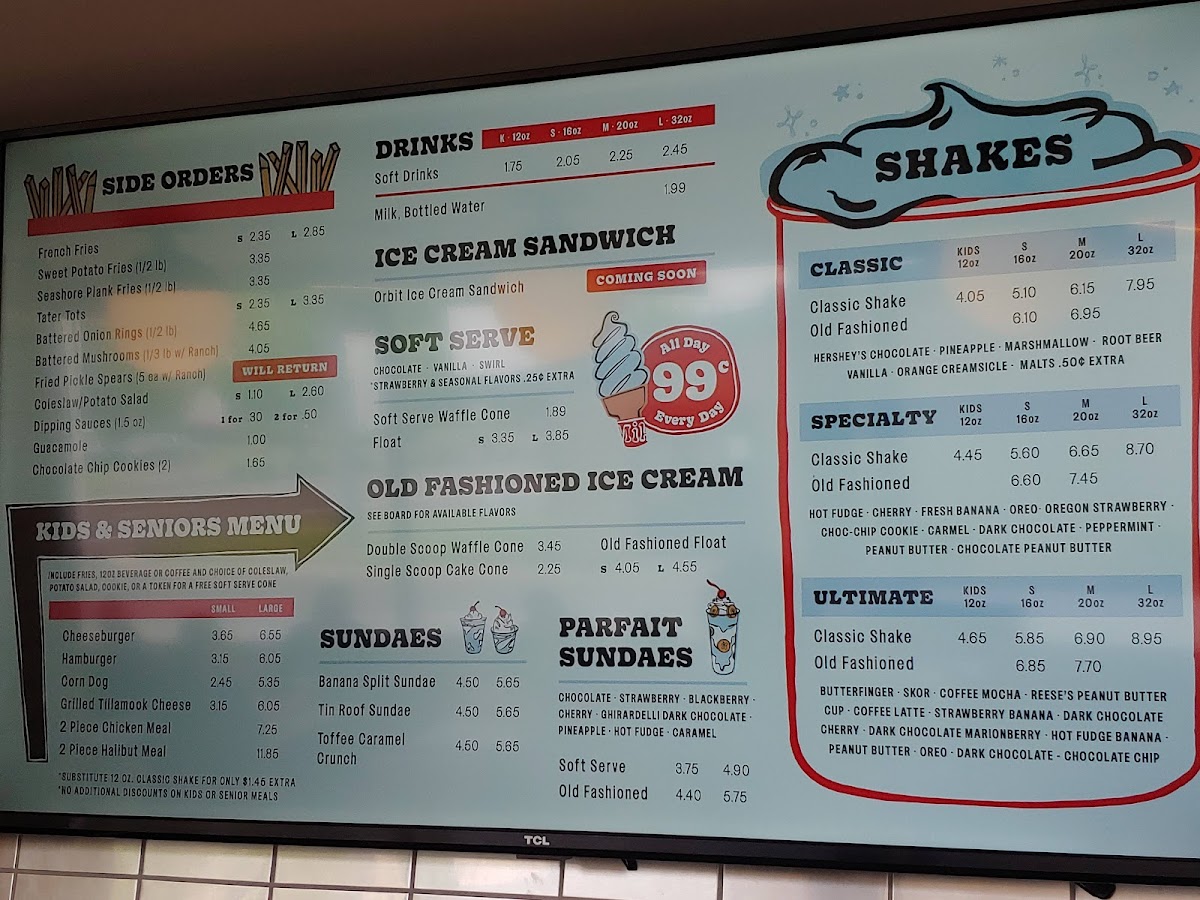 SIDE ORDERS
French Fries S 2.35 L 2.85
Sweet Potato Fries (1/2 lb) 3.35
Seashore Plank Fries (1/2 lb) 3.35
Tater Tots S 2.35 L 3.35
Battered Onion Rings (1/2 lb) 4.65
Battered Mushrooms (1/3 lb w/ Ranch) 4.05
Fried Pickle Spears (5 ea w/ Ranch) WILL RETURN
Coleslaw/Potato Salad S 1.10 L 2.60
Dipping Sauces (1.5 oz) 1 for .30 2 for .50
Guacamole 1.00
Chocolate Chip Cookies (2) 1.65
KIDS & SENIORS MENU
INCLUDE FRIES, 12OZ BEVERAGE OR COFFEE AND CHOICE OF COLESLAW,
POTATO SALAD, COOKIE, OR A TOKEN FOR A FREE SOFT SERVE CONE
SMALL LARGE
Cheeseburger 3.65 6.55
Hamburger 3.15 6.05
Corn Dog 2.45 5.35
Grilled Tillamook Cheese 3.15 6.05
2 Piece Chicken Meal 7.25
2 Piece Halibut Meal 11.85
*SUBSTITUTE 12 OZ. CLASSIC SHAKE FOR ONLY $1.45 EXTRA
*NO ADDITIONAL DISCOUNTS ON KIDS OR SENIOR MEALS
DRINKS K - 12oz S - 16oz M - 20oz L - 32oz
Soft Drinks 1.75 2.05 2.25 2.45
Milk, Bottled Water 1.99
ICE CREAM SANDWICH
Orbit Ice Cream Sandwich COMING SOON
SOFT SERVE
CHOCOLATE · VANILLA · SWIRL
*STRAWBERRY & SEASONAL FLAVORS .25¢ EXTRA
Soft Serve Waffle Cone 1.89
Float S 3.35 L 3.85
All Day
99¢
Every Day
OLD FASHIONED ICE CREAM
SEE BOARD FOR AVAILABLE FLAVORS
Double Scoop Waffle Cone 3.45
Single Scoop Cake Cone 2.25
Old Fashioned Float
S 4.05 L 4.55
SUNDAES
Banana Split Sundae 4.50 5.65
Tin Roof Sundae 4.50 5.65
Toffee Caramel
Crunch 4.50 5.65
PARFAIT
SUNDAES
CHOCOLATE · STRAWBERRY · BLACKBERRY ·
CHERRY · GHIRARDELLI DARK CHOCOLATE ·
PINEAPPLE · HOT FUDGE · CARAMEL
Soft Serve 3.75 4.90
Old Fashioned 4.40 5.75
SHAKES
CLASSIC KIDS 12oz S 16oz M 20oz L 32oz
Classic Shake 4.05 5.10 6.15 7.95
Old Fashioned 6.10 6.95
HERSHEY'S CHOCOLATE · PINEAPPLE · MARSHMALLOW · ROOT BEER
VANILLA · ORANGE CREAMSICLE · MALTS .50¢ EXTRA
SPECIALTY KIDS 12oz S 16oz M 20oz L 32oz
Classic Shake 4.45 5.60 6.65 8.70
Old Fashioned 6.60 7.45
HOT FUDGE · CHERRY · FRESH BANANA · OREO · OREGON STRAWBERRY ·
CHOC-CHIP COOKIE · CARMEL · DARK CHOCOLATE · PEPPERMINT ·
PEANUT BUTTER · CHOCOLATE PEANUT BUTTER
ULTIMATE KIDS 12oz S 16oz M 20oz L 32oz
Classic Shake 4.65 5.85 6.90 8.95
Old Fashioned 6.85 7.70
BUTTERFINGER · SKOR · COFFEE MOCHA · REESE'S PEANUT BUTTER
CUP · COFFEE LATTE · STRAWBERRY BANANA · DARK CHOCOLATE
CHERRY · DARK CHOCOLATE MARIONBERRY · HOT FUDGE BANANA ·
PEANUT BUTTER · OREO · DARK CHOCOLATE - CHOCOLATE CHIP
TCL